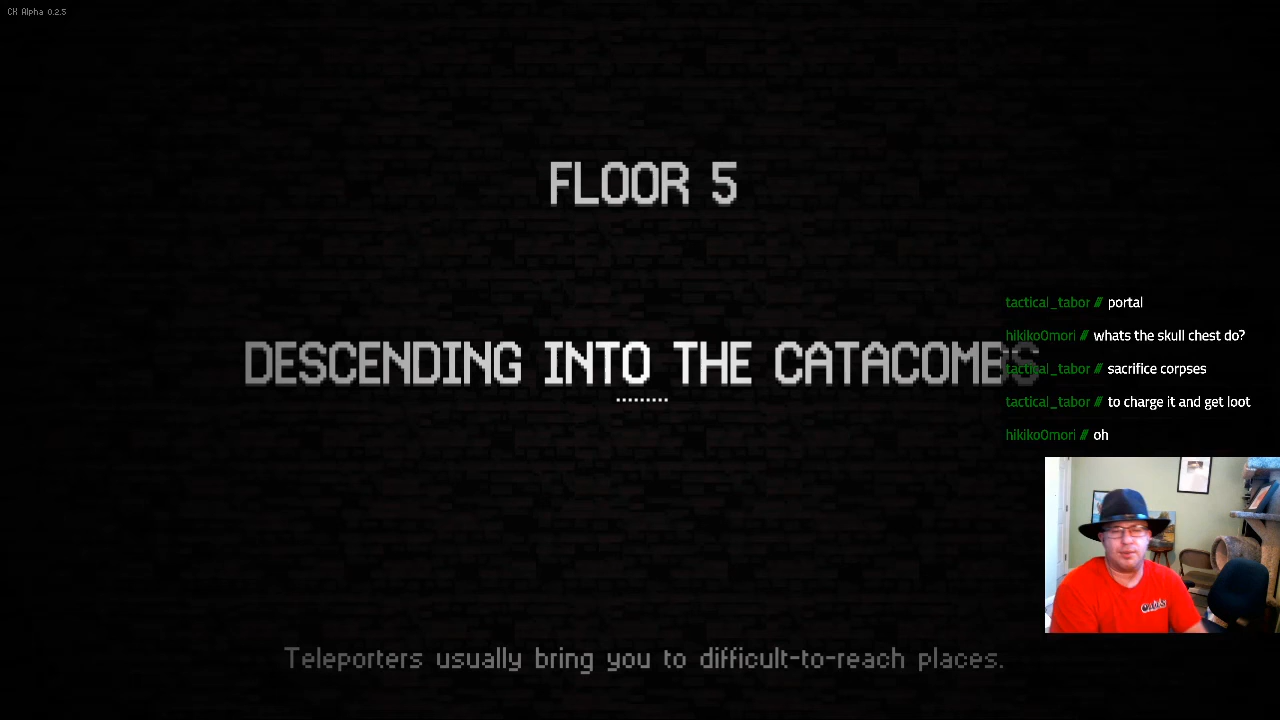 CK Alpha 0.2.5
FLOOR 5
DESCENDING INTO THE CATACOMBS
Teleporters usually bring you to difficult-to-reach places.
tactical_tabor // portal
hikiko0mori // whats the skull chest do?
tactical_tabor // sacrifice corpses
tactical_tabor // to charge it and get loot
hikiko0mori // oh